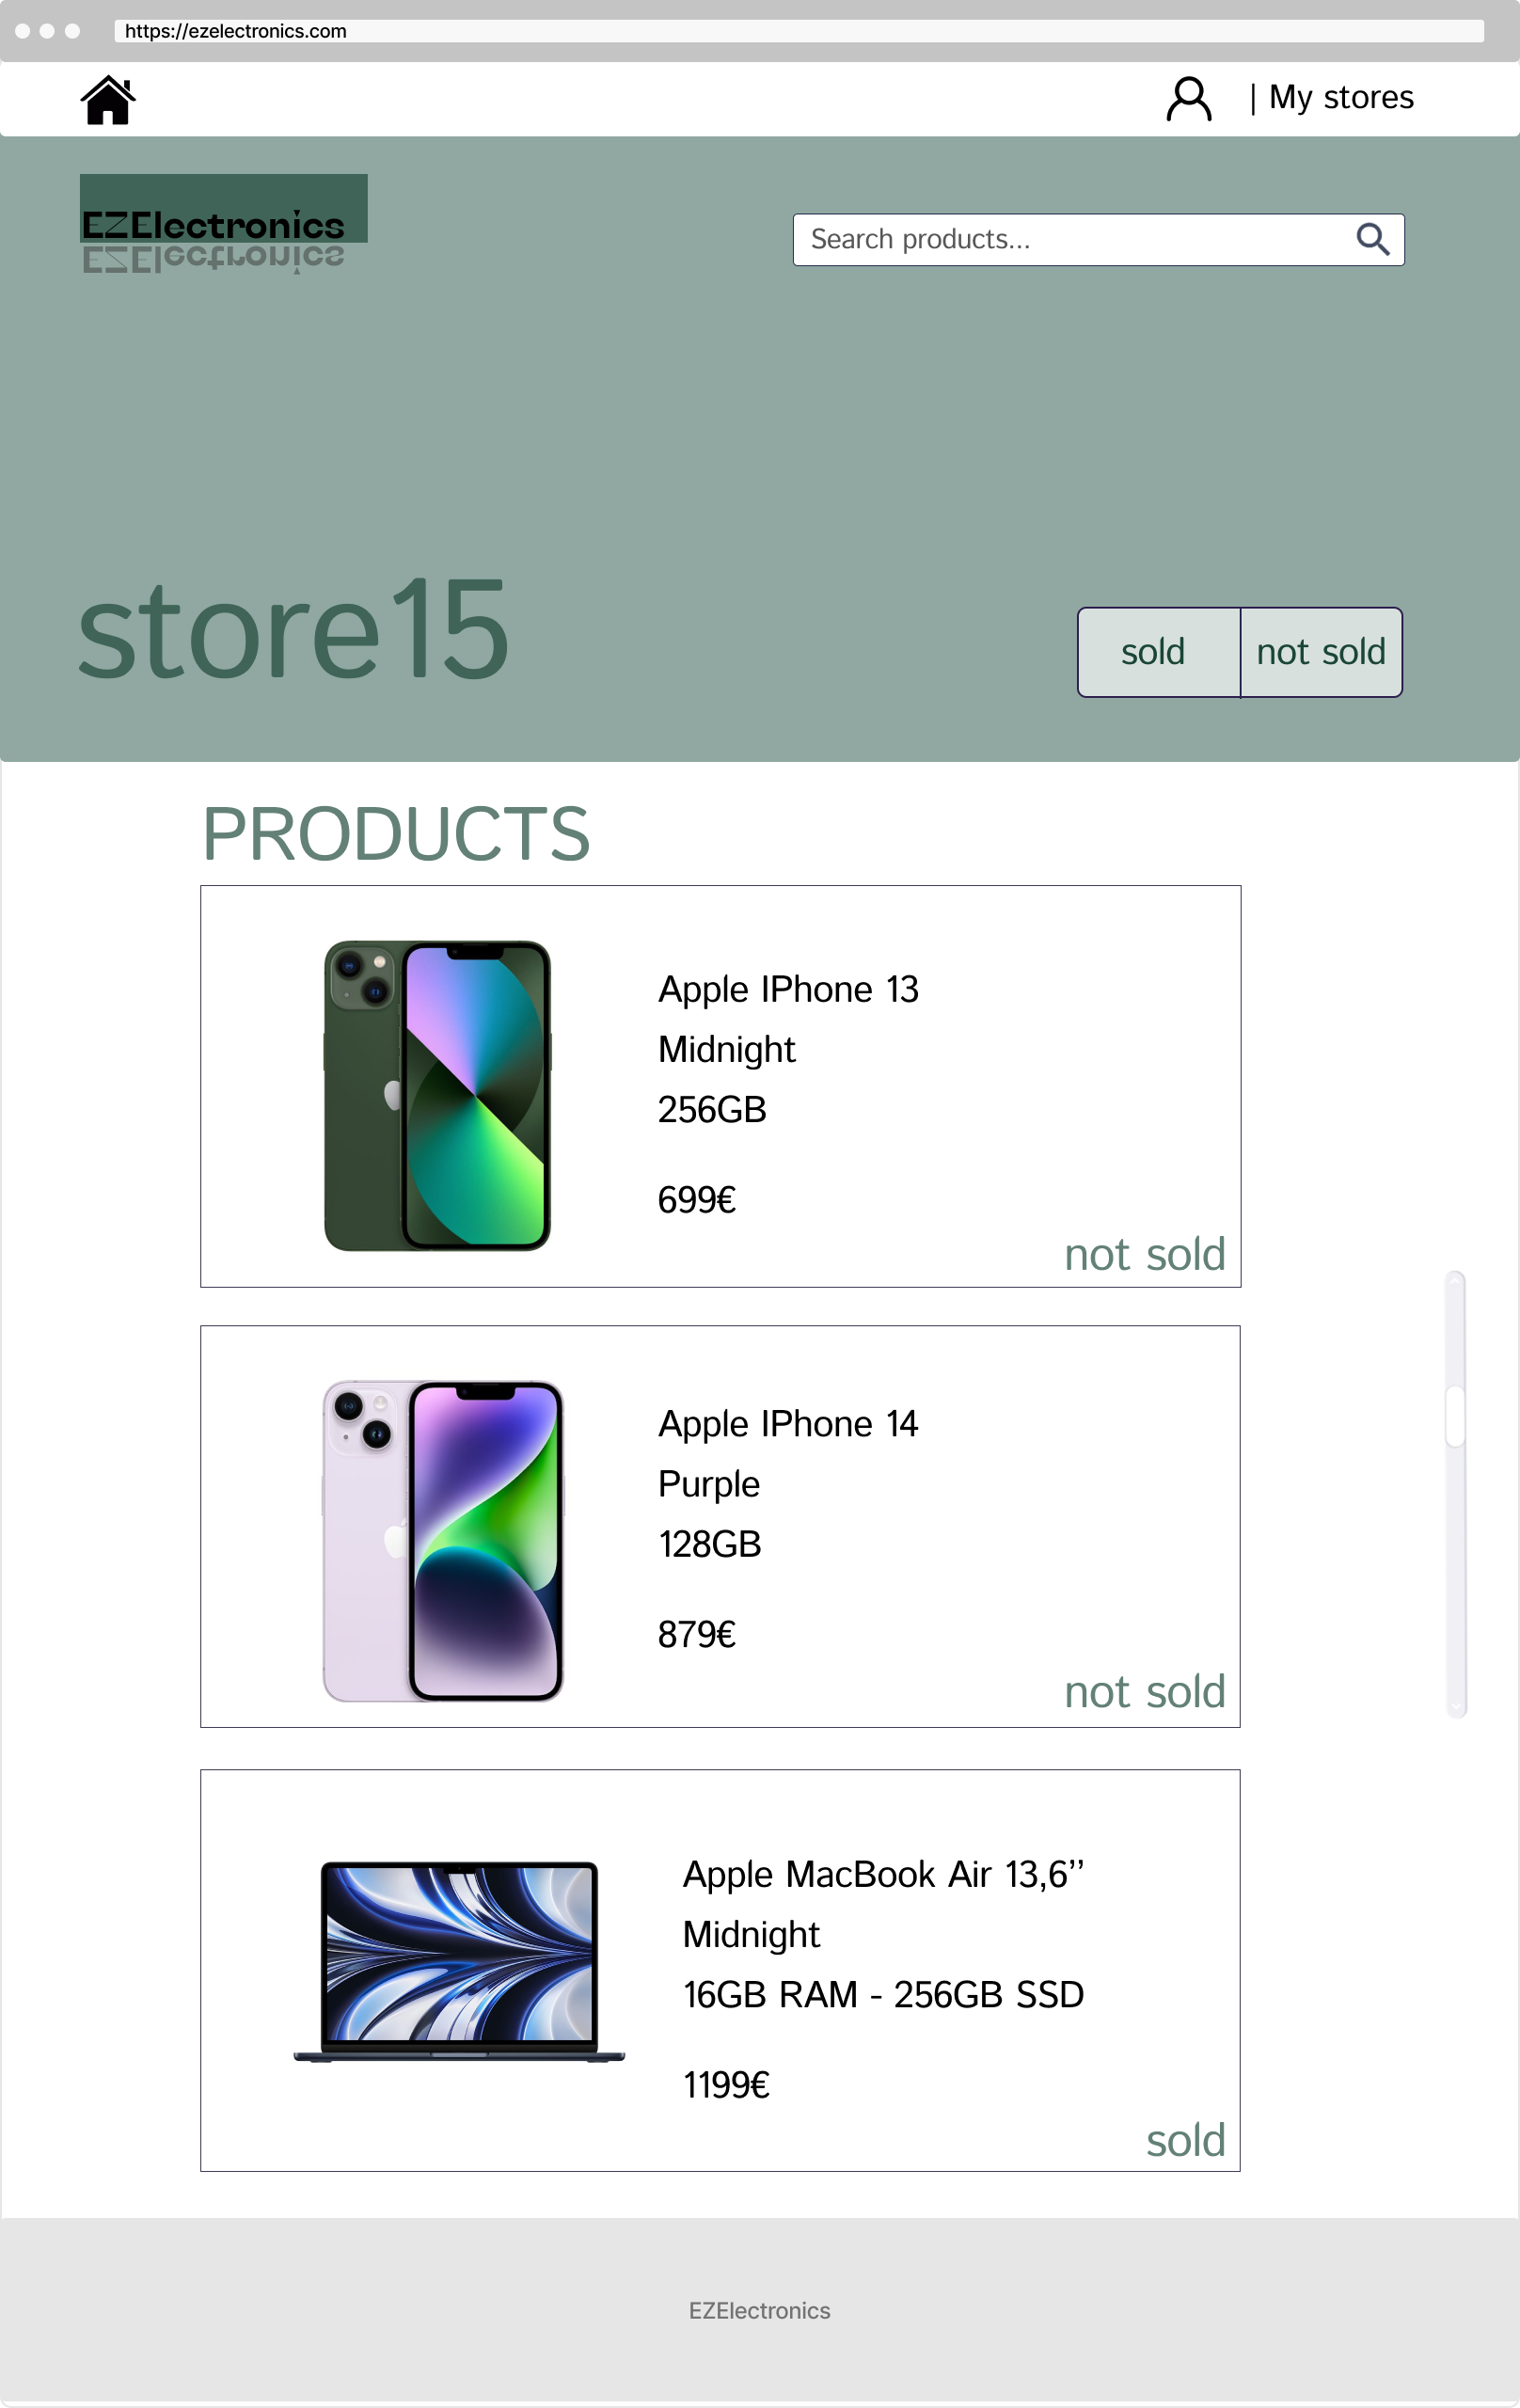 https://ezelectronics.com
| My stores
EZElectronics
EZElectronics
Search products...
store15
sold
not sold
PRODUCTS
Apple IPhone 13
Midnight
256GB
699€
not sold
Apple IPhone 14
Purple
128GB
879€
not sold
Apple MacBook Air 13,6’’
Midnight
16GB RAM - 256GB SSD
1199€
sold
EZElectronics